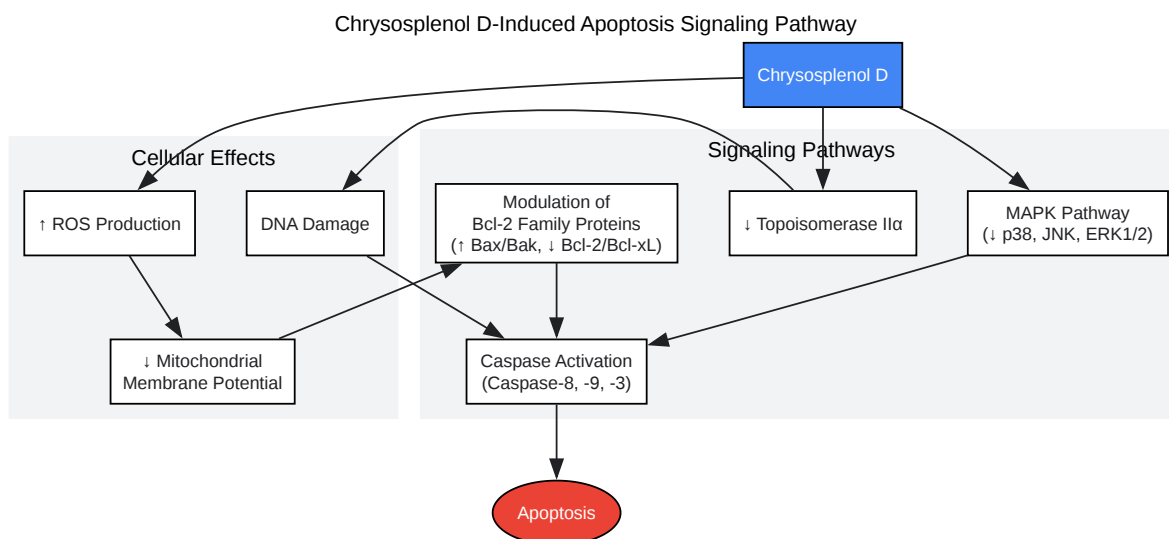 Chrysosplenol D-Induced Apoptosis Signaling Pathway
Chrysosplenol D
Cellular Effects
Signaling Pathways
↑ ROS Production
DNA Damage
Modulation of
Bcl-2 Family Proteins
(↑ Bax/Bak, ↓ Bcl-2/Bcl-xL)
↓ Topoisomerase IIα
MAPK Pathway
(↓ p38, JNK, ERK1/2)
↓ Mitochondrial
Membrane Potential
Caspase Activation
(Caspase-8, -9, -3)
Apoptosis